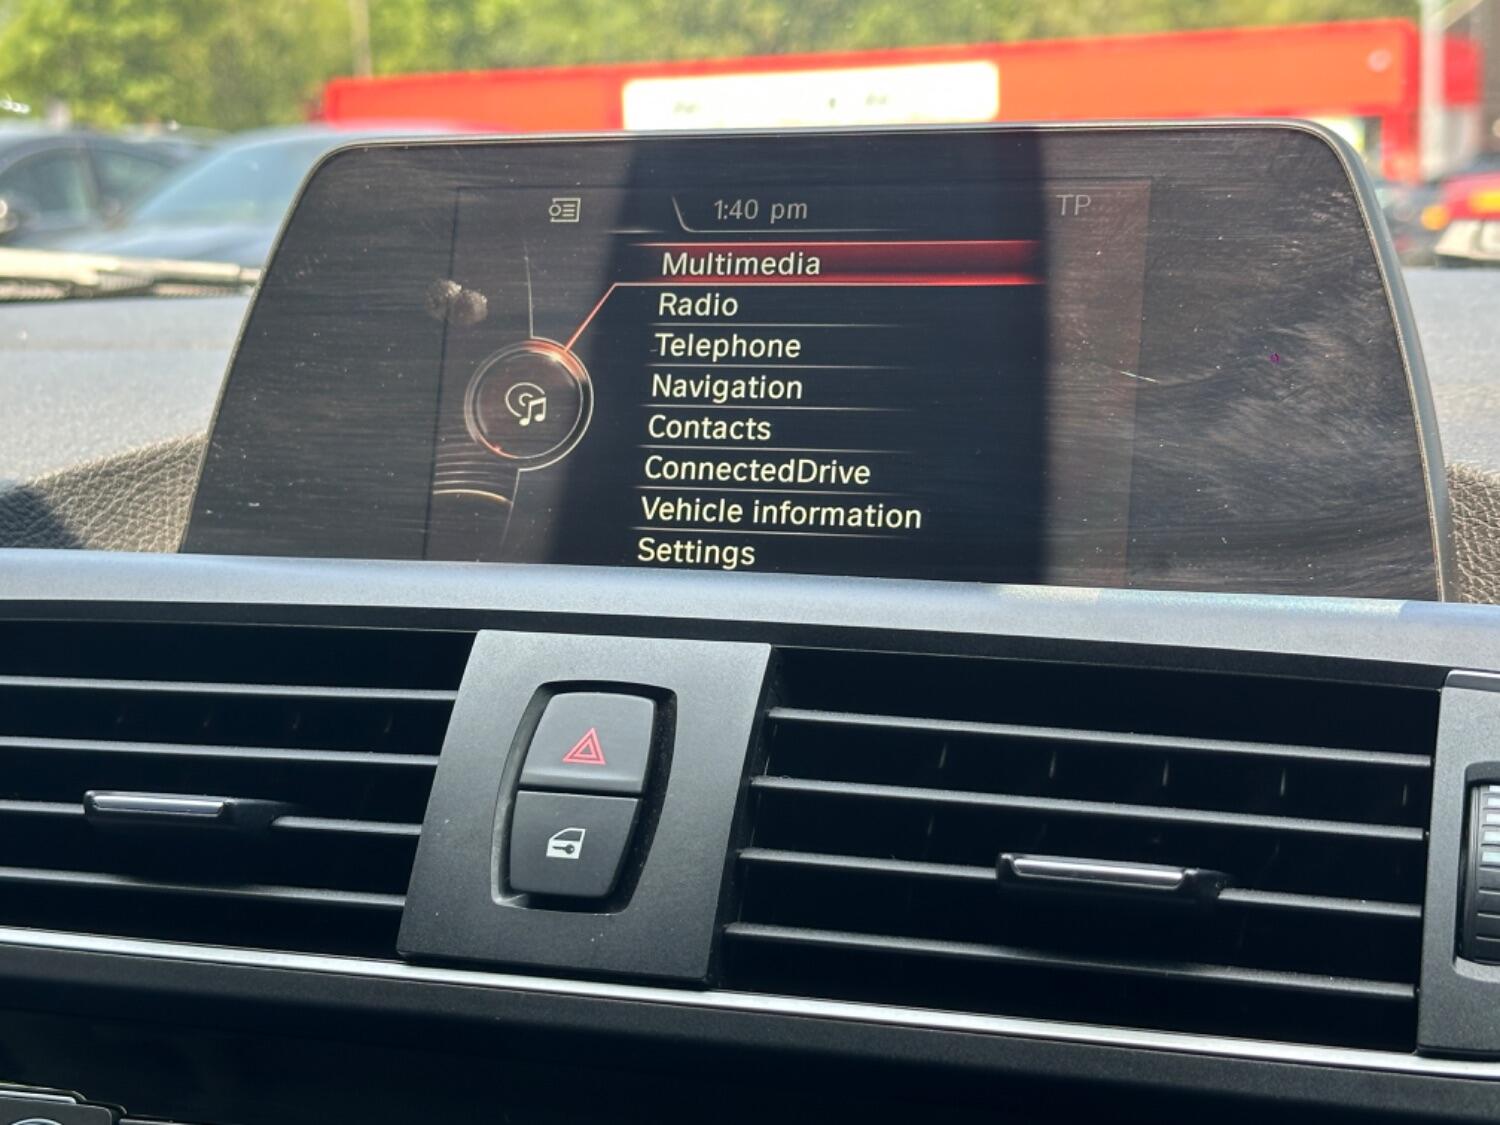 1:40 pm
TP
Multimedia
Radio
Telephone
Navigation
Contacts
ConnectedDrive
Vehicle information
Settings